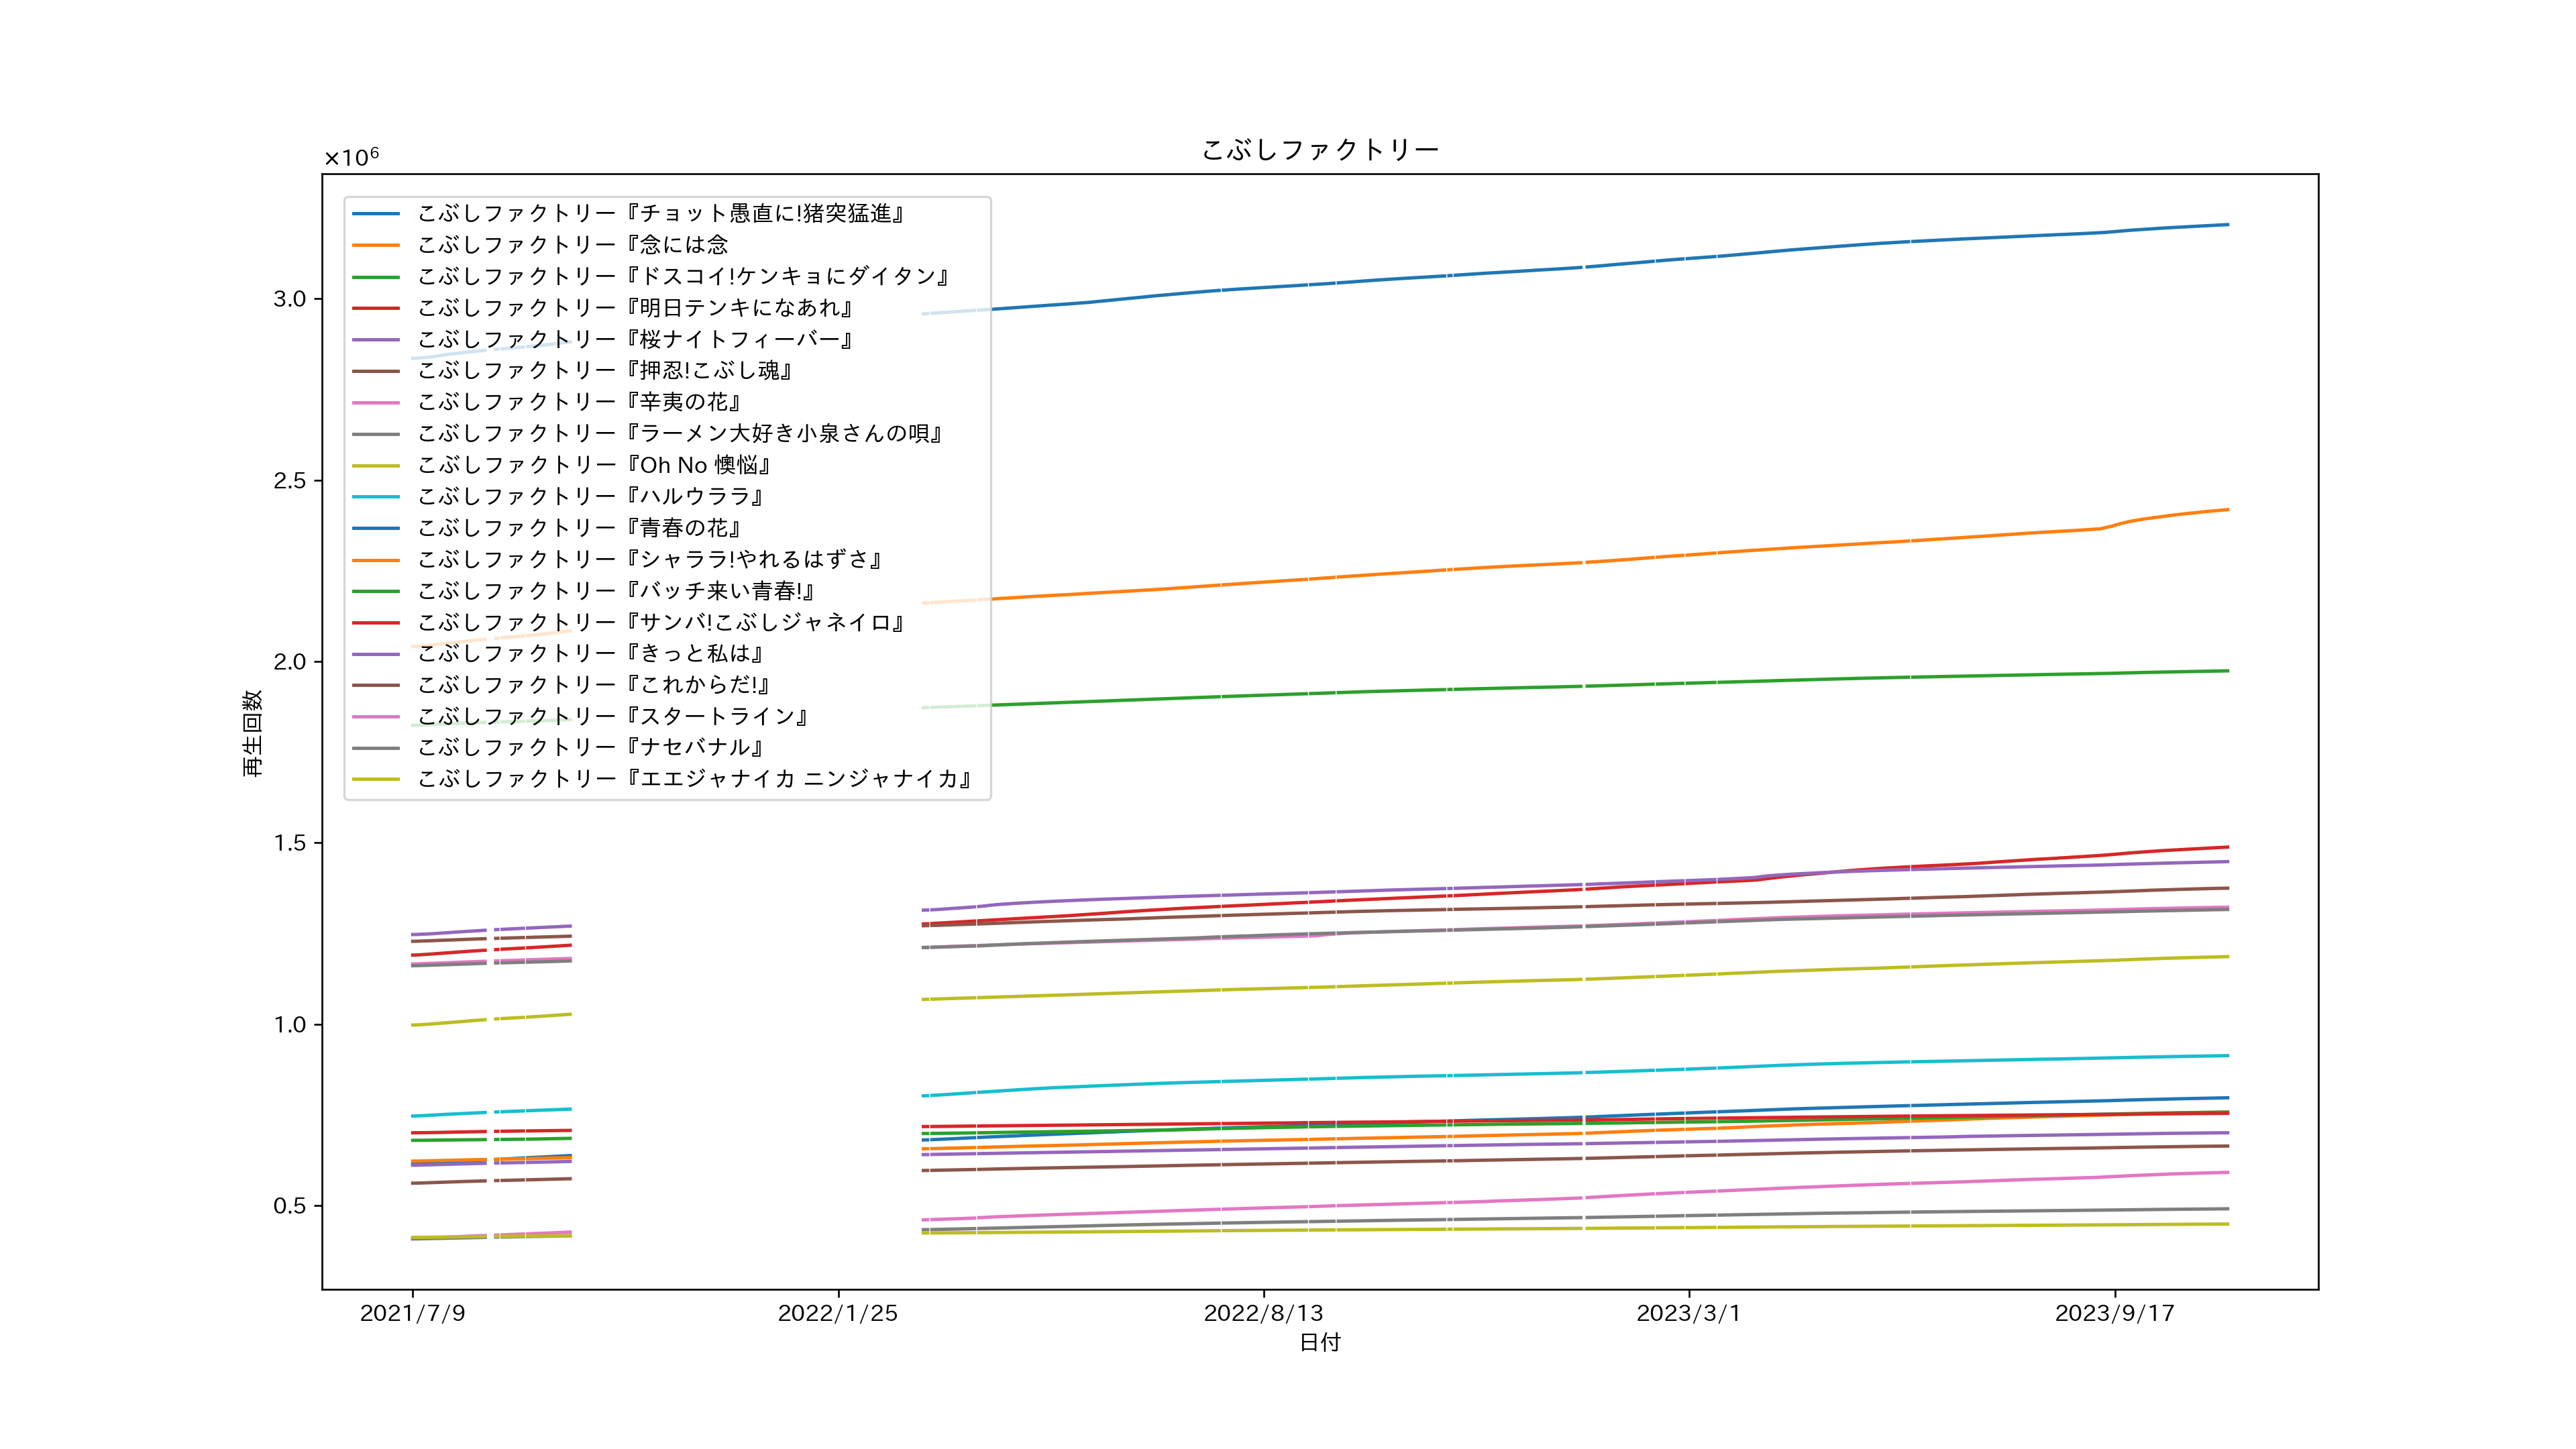 こぶしファクトリー
×10⁶
こぶしファクトリー『チョット愚直に!猪突猛進』
こぶしファクトリー『念には念
こぶしファクトリー『ドスコイ!ケンキョにダイタン』
こぶしファクトリー『明日テンキになあれ』
こぶしファクトリー『桜ナイトフィーバー』
こぶしファクトリー『押忍!こぶし魂』
こぶしファクトリー『辛夷の花』
こぶしファクトリー『ラーメン大好き小泉さんの唄』
こぶしファクトリー『Oh No 懊悩』
こぶしファクトリー『ハルウララ』
こぶしファクトリー『青春の花』
こぶしファクトリー『シャララ!やれるはずさ』
こぶしファクトリー『バッチ来い青春!』
こぶしファクトリー『サンバ!こぶしジャネイロ』
こぶしファクトリー『きっと私は』
こぶしファクトリー『これからだ!』
こぶしファクトリー『スタートライン』
こぶしファクトリー『ナセバナル』
こぶしファクトリー『エエジャナイカ ニンジャナイカ』
3.0
2.5
2.0
1.5
1.0
0.5
再生回数
2021/7/9
2022/1/25
2022/8/13
2023/3/1
2023/9/17
日付